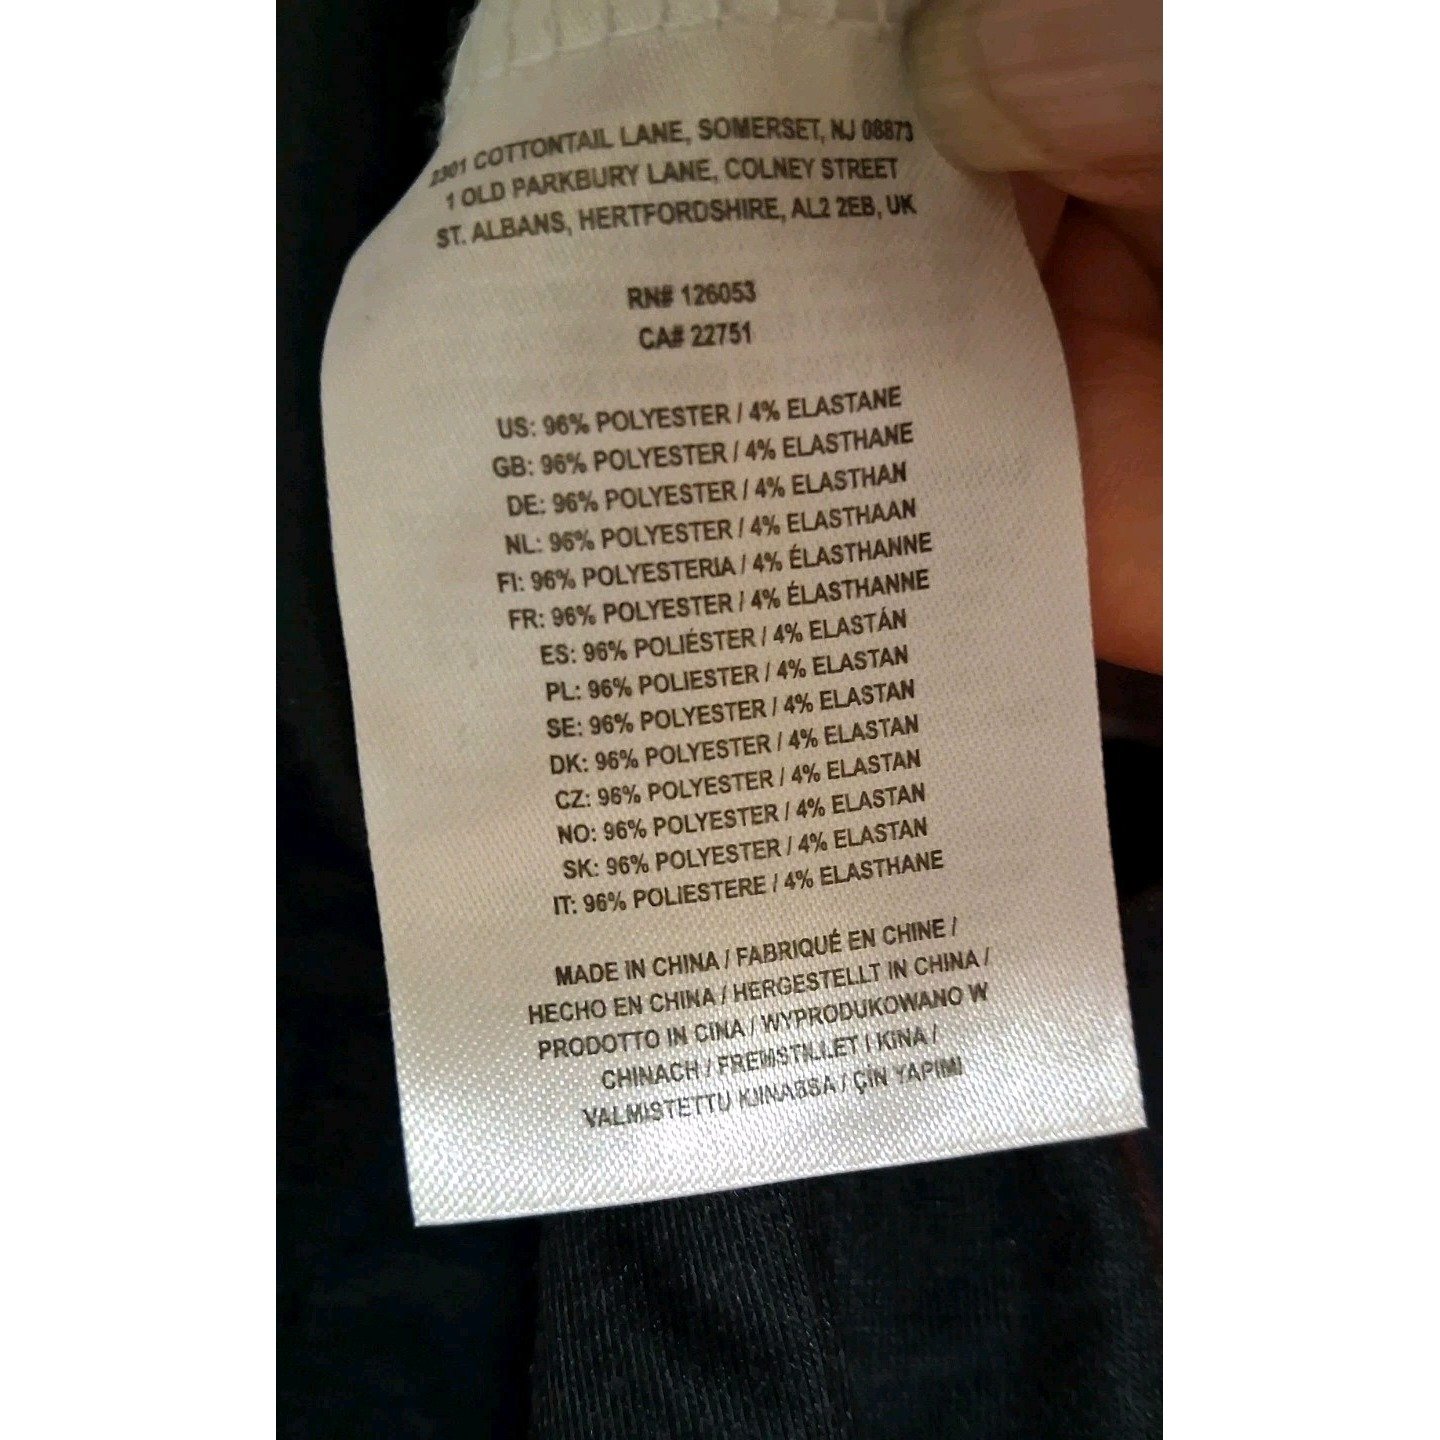 2301 COTTONTAIL LANE, SOMERSET, NJ 08873
1 OLD PARKBURY LANE, COLNEY STREET
ST. ALBANS, HERTFORDSHIRE, AL2 2EB, UK
RN# 126053
CA# 22751
US: 96% POLYESTER / 4% ELASTANE
GB: 96% POLYESTER / 4% ELASTHANE
DE: 96% POLYESTER / 4% ELASTHAN
NL: 96% POLYESTER / 4% ELASTHAAN
FI: 96% POLYESTERIA / 4% ÉLASTHANNE
FR: 96% POLYESTER / 4% ÉLASTHANNE
ES: 96% POLIÉSTER / 4% ELASTÁN
PL: 96% POLIESTER / 4% ELASTAN
SE: 96% POLYESTER / 4% ELASTAN
DK: 96% POLYESTER / 4% ELASTAN
CZ: 96% POLYESTER / 4% ELASTAN
NO: 96% POLYESTER / 4% ELASTAN
SK: 96% POLYESTER / 4% ELASTAN
IT: 96% POLIESTERE / 4% ELASTHANE
MADE IN CHINA / FABRIQUÉ EN CHINE /
HECHO EN CHINA / HERGESTELLT IN CHINA /
PRODOTTO IN CINA / WYPRODUKOWANO W
CHINACH / FREMSTILLET I KINA /
VALMISTETTU KIINASSA / ÇİN YAPIMI